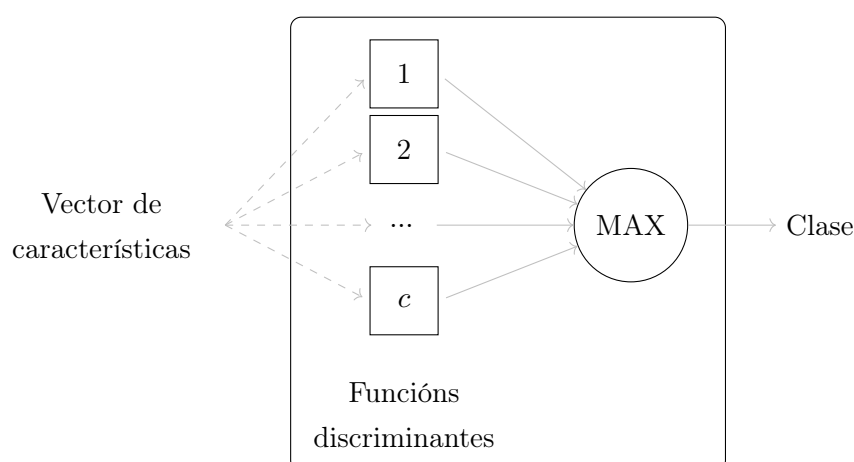 1
2
Vector de
características
...
MAX
Clase
c
Funcións
discriminantes